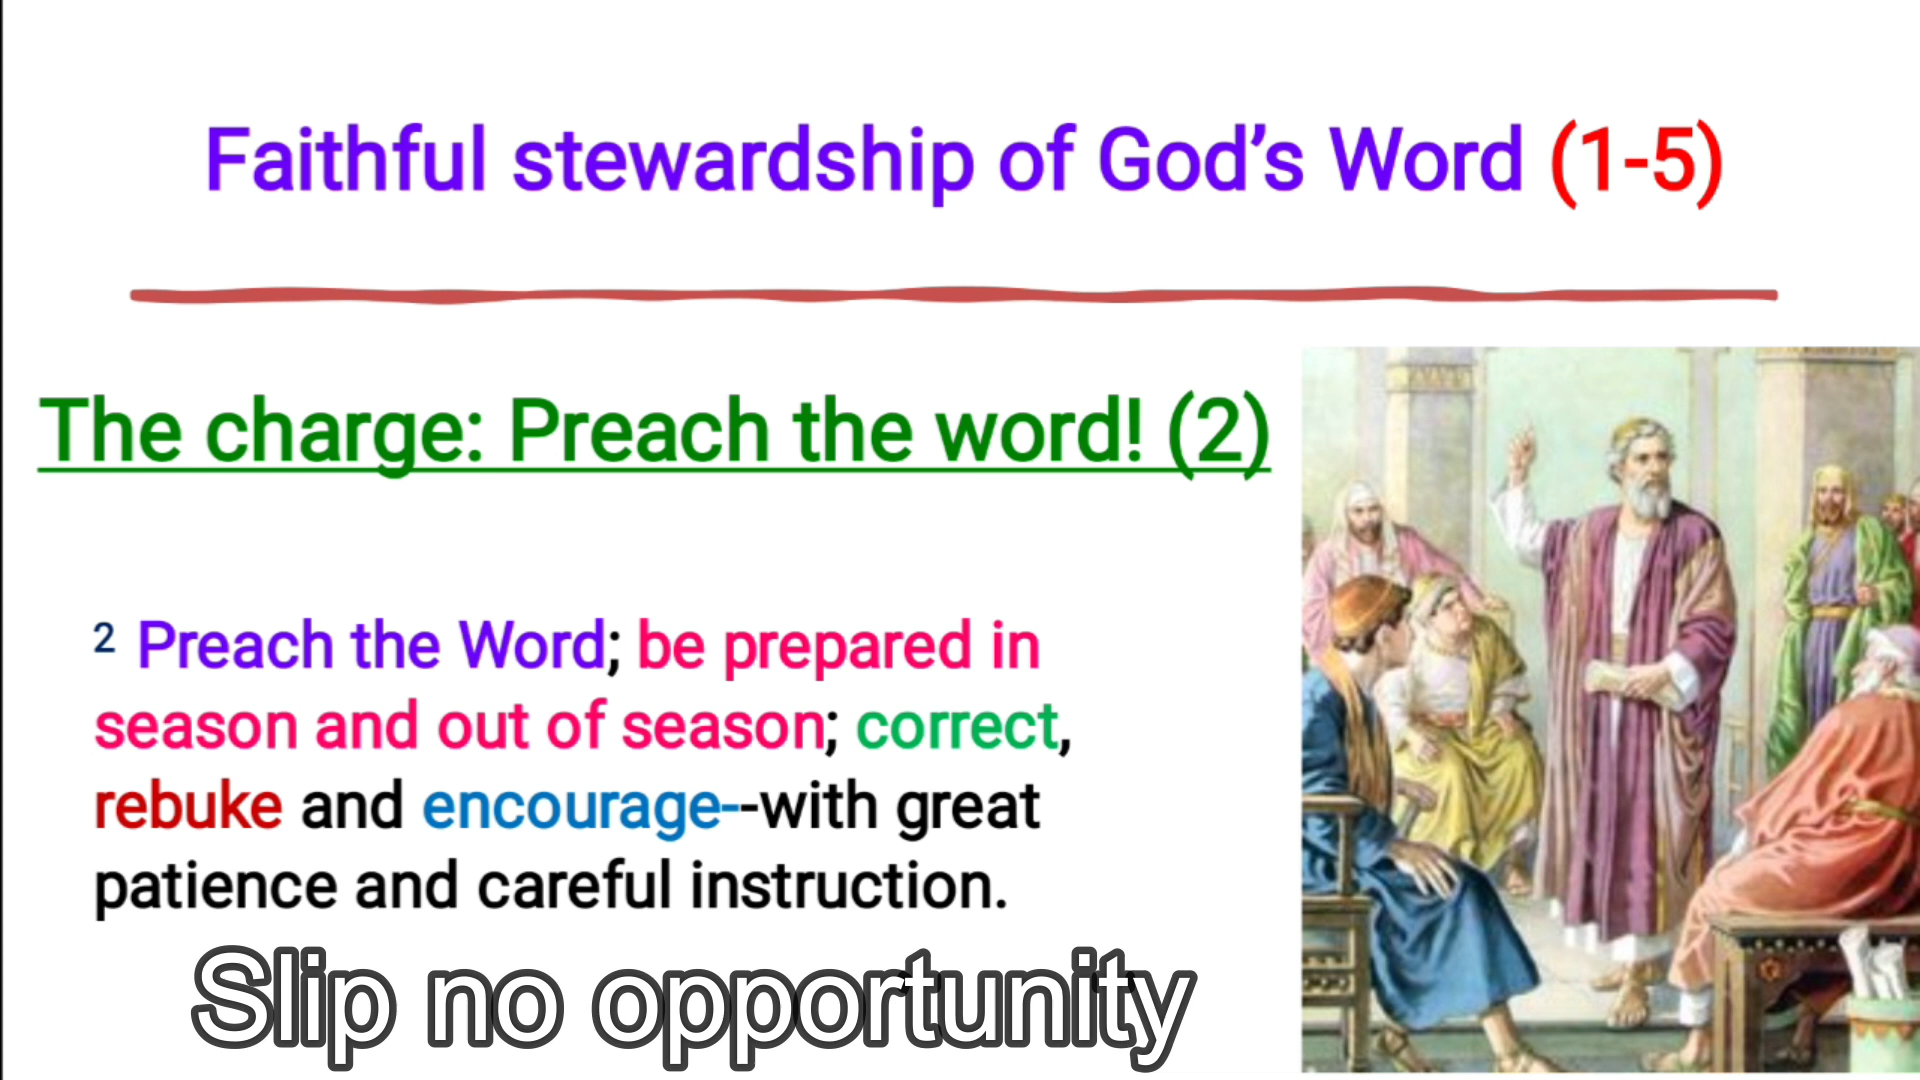 Faithful stewardship of God’s Word (1-5)
The charge: Preach the word! (2)
2 Preach the Word; be prepared in
season and out of season; correct,
rebuke and encourage--with great
patience and careful instruction.
Slip no opportunity